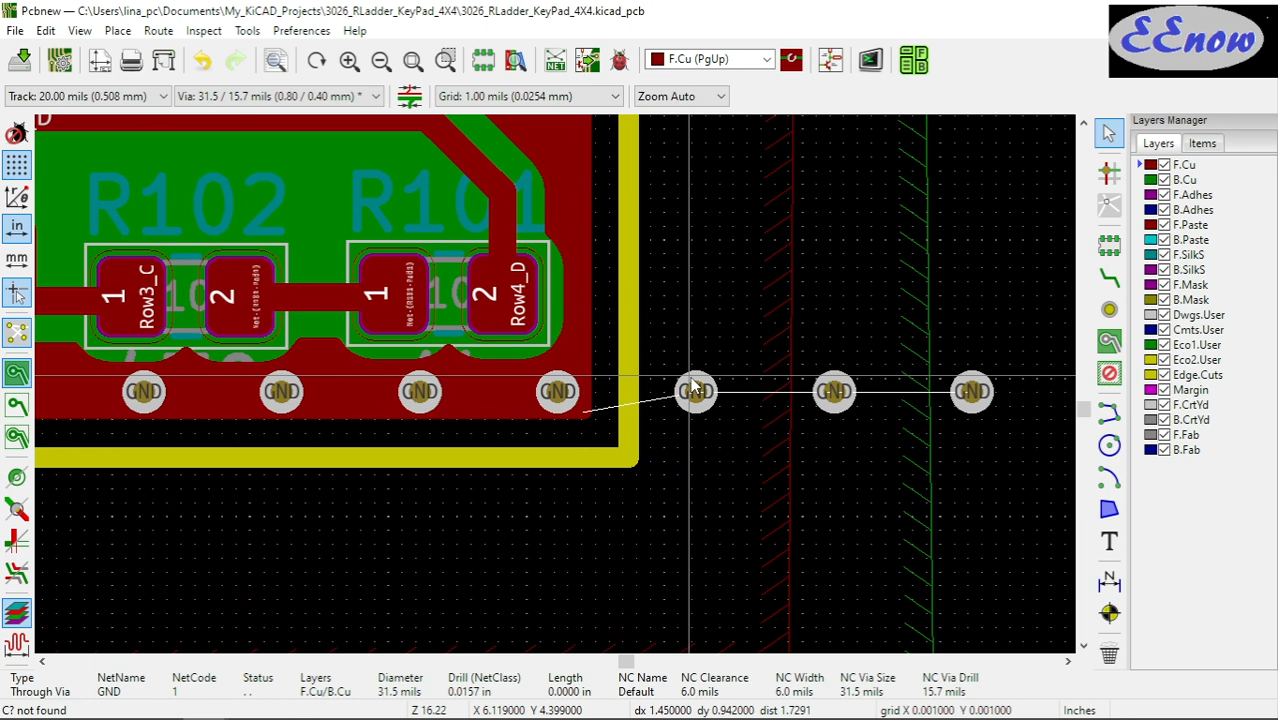 Pcbnew — C:\Users\lina_pc\Documents\My_KiCAD_Projects\3026_RLadder_KeyPad_4X4\3026_RLadder_KeyPad_4X4.kicad_pcb
EEnow
File Edit View Place Route Inspect Tools Preferences Help
NET
F.Cu (PgUp)
Track: 20.00 mils (0.508 mm)
Via: 31.5 / 15.7 mils (0.80 / 0.40 mm) *
Grid: 1.00 mils (0.0254 mm)
Zoom Auto
Layers Manager
Layers Items
F.Cu
B.Cu
F.Adhes
B.Adhes
F.Paste
B.Paste
F.SilkS
B.SilkS
F.Mask
B.Mask
Dwgs.User
Cmts.User
Eco1.User
Eco2.User
Edge.Cuts
Margin
F.CrtYd
B.CrtYd
F.Fab
B.Fab
in
mm
D
R102 R101
1 Row3_C
2
1
2 Row4_D
GND GND GND GND GND GND GND
Type NetName NetCode Status Layers Diameter Drill (NetClass) Length NC Name NC Clearance NC Width NC Via Size NC Via Drill
Through Via GND 1 . . F.Cu/B.Cu 31.5 mils 0.0157 in 0.0000 in Default 6.0 mils 6.0 mils 31.5 mils 15.7 mils
C? not found Z 16.22 X 6.119000 Y 4.399000 dx 1.450000 dy 0.942000 dist 1.7291 grid X 0.001000 Y 0.001000 Inches